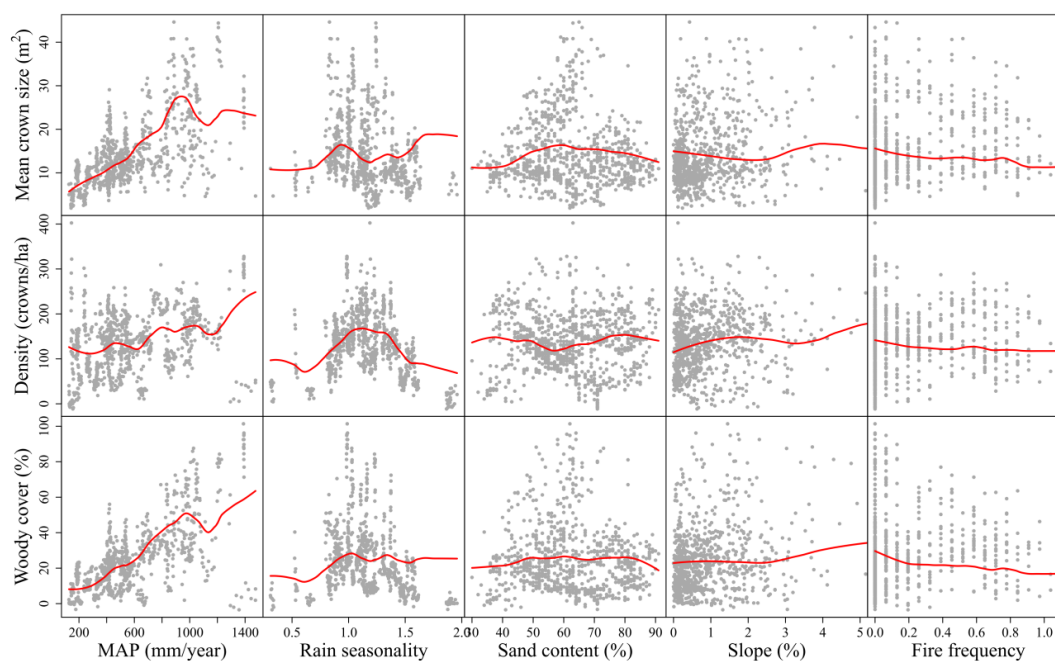 Mean crown size (m²)
10 20 30 40
Density (crowns/ha)
0 100 200 300 400
Woody cover (%)
0 20 40 60 80 100
200 600 1000 1400
0.5 1.0 1.5 2.0
30 40 50 60 70 80 90
0 1 2 3 4 5
0.0 0.2 0.4 0.6 0.8 1.0
MAP (mm/year) Rain seasonality Sand content (%) Slope (%) Fire frequency